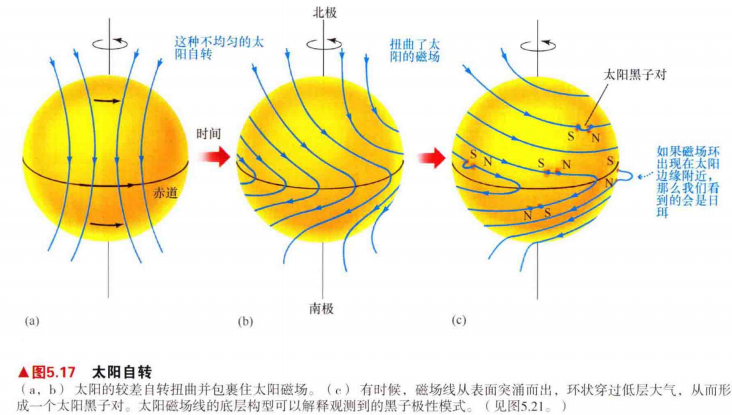 北极
这种不均匀的太
阳自转
扭曲了太
阳的磁场
太阳黑子对
时间
赤道
S
N
S
N
S
N
S
N
N
S
如果磁场环
出现在太阳
边缘附近,
那么我们看
到的会是日
珥
南极
(a)
(b)
(c)
▲图5.17 太阳自转
(a, b) 太阳的较差自转扭曲并包裹住太阳磁场。(c) 有时候,磁场线从表面突涌而出,环状穿过低层大气,从而形
成一个太阳黑子对。太阳磁场线的底层构型可以解释观测到的黑子极性模式。(见图5.21。)